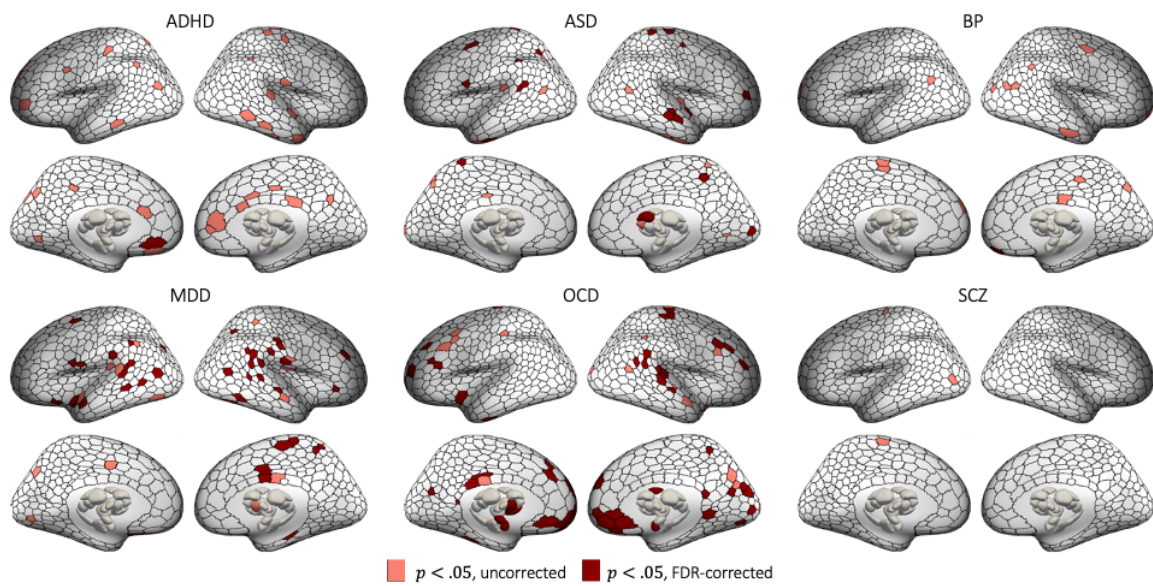 ADHD ASD BP
MDD OCD SCZ
p < .05, uncorrected p < .05, FDR-corrected